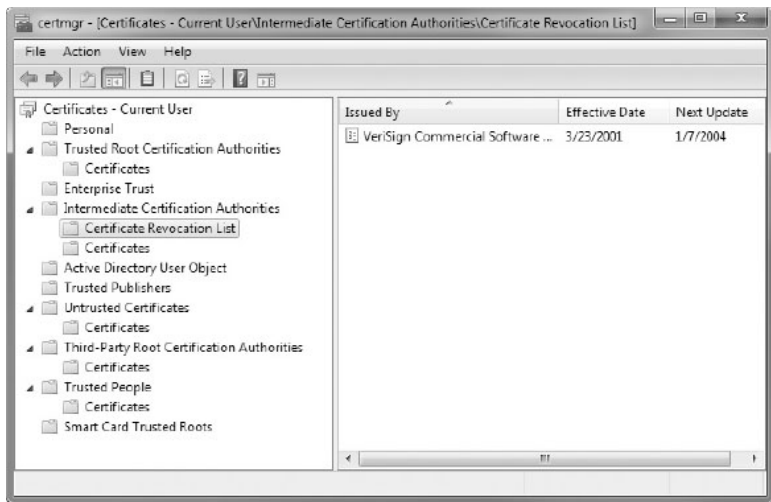 certmgr - [Certificates - Current User\Intermediate Certification Authorities\Certificate Revocation List]
File Action View Help
Certificates - Current User
Personal
Trusted Root Certification Authorities
Certificates
Enterprise Trust
Intermediate Certification Authorities
Certificate Revocation List
Certificates
Active Directory User Object
Trusted Publishers
Untrusted Certificates
Certificates
Third-Party Root Certification Authorities
Certificates
Trusted People
Certificates
Smart Card Trusted Roots
Issued By Effective Date Next Update
VeriSign Commercial Software ... 3/23/2001 1/7/2004